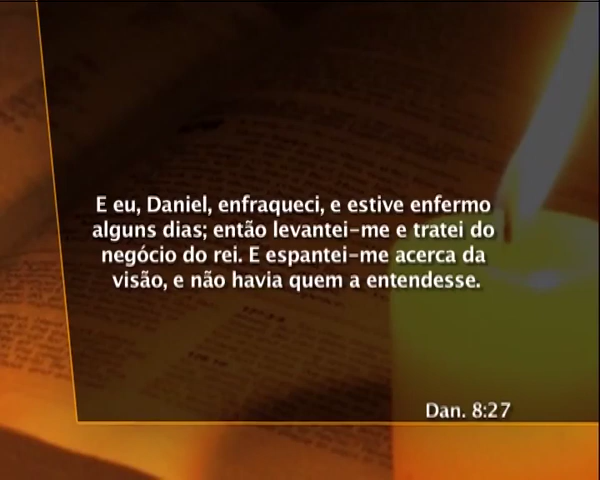 E eu, Daniel, enfraqueci, e estive enfermo
alguns dias; então levantei-me e tratei do
negócio do rei. E espantei-me acerca da
visão, e não havia quem a entendesse.
Dan. 8:27